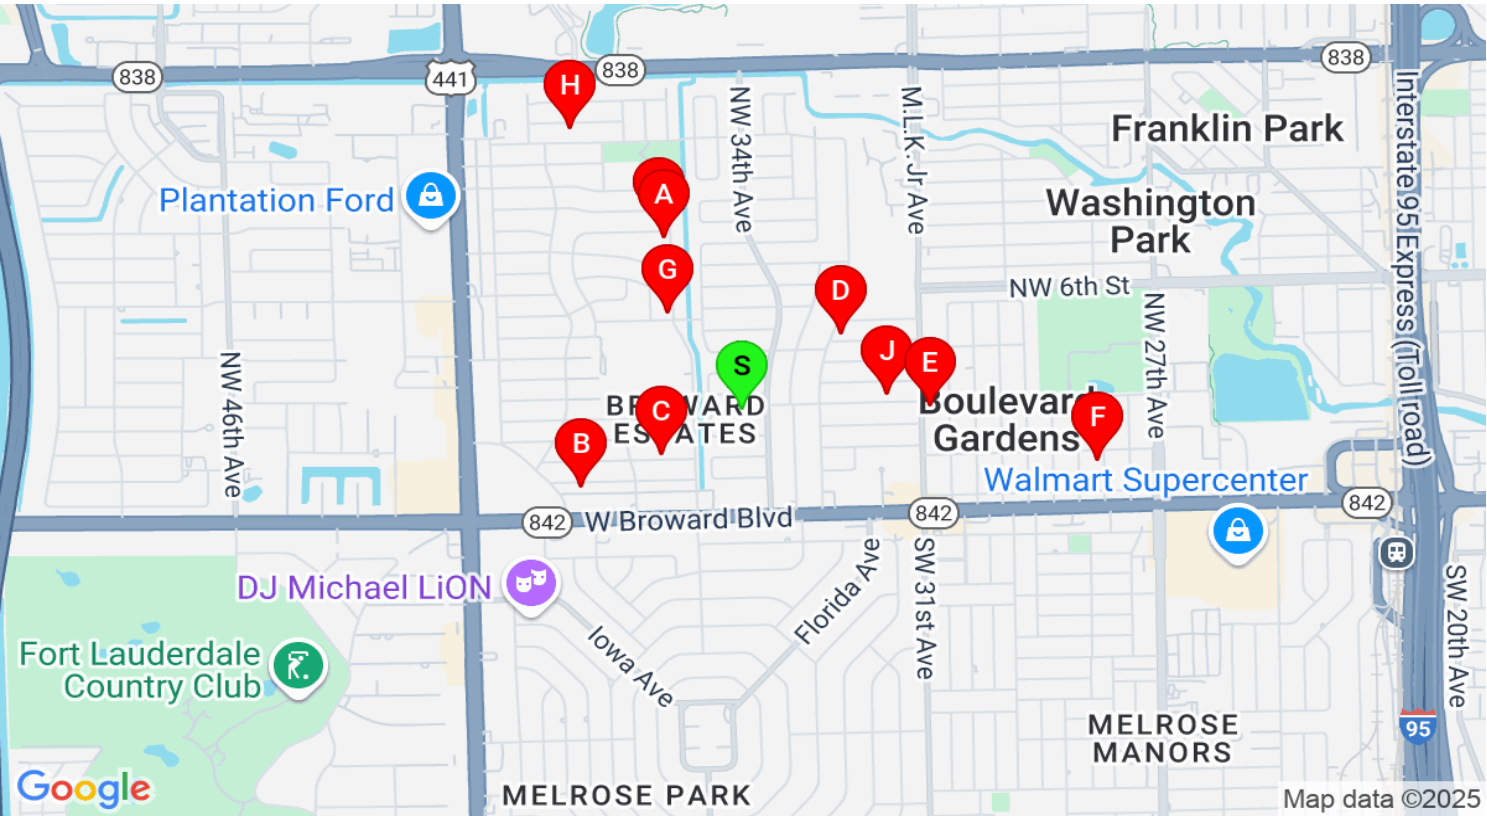 838
441
838
838
H
NW 34th Ave
M.L.K. Jr Ave
Interstate 95 Express (Toll road)
Franklin Park
Plantation Ford
A
Washington
Park
G
D
NW 6th St
NW 27th Ave
NW 46th Ave
S
J
E
BROWARD
ESTATES
C
B
Boulevard
Gardens
F
Walmart Supercenter
842
W Broward Blvd
842
842
DJ Michael LiON
Iowa Ave
Florida Ave
SW 31st Ave
SW 20th Ave
Fort Lauderdale
Country Club
MELROSE
MANORS
95
MELROSE PARK
Google
Map data ©2025